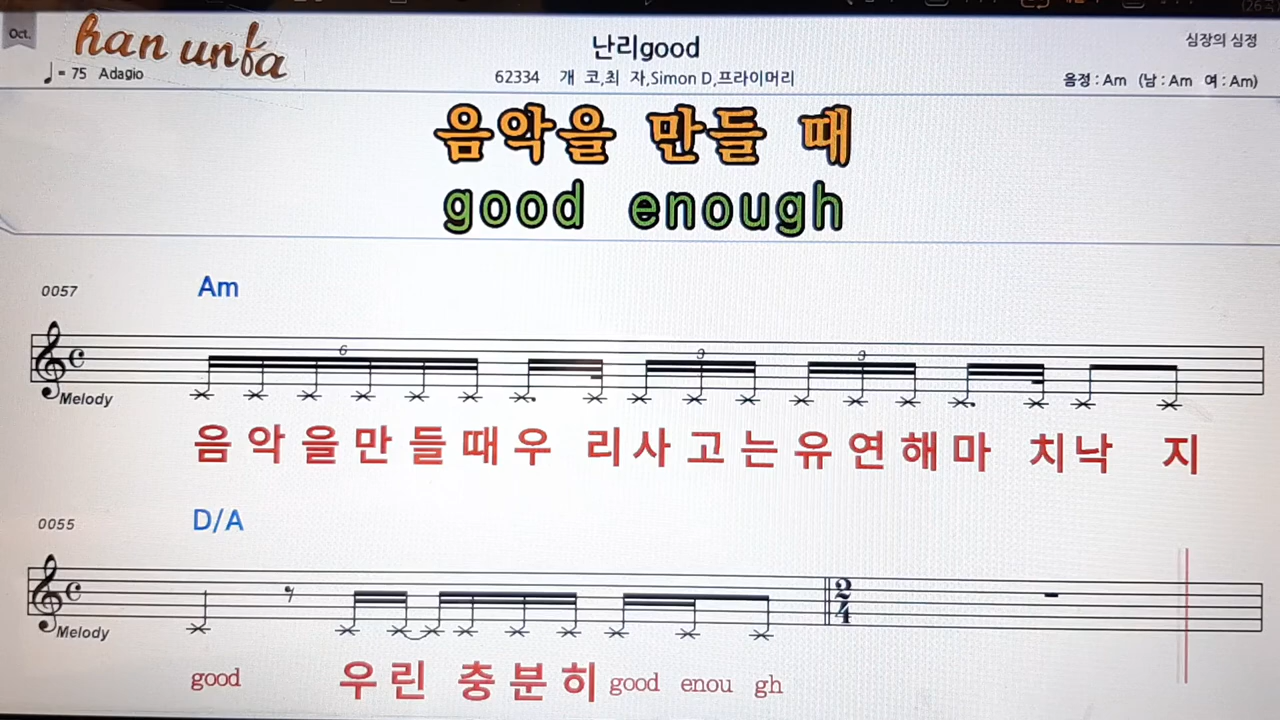 Oct.
han unfa
♩= 75 Adagio
난리good
62334 개 코,최 자,Simon D,프라이머리
심장의 심정
음정 : Am (남 : Am 여 : Am)
음악을 만들 때
good enough
0057
Am
6
3
3
Melody
음 악 을 만 들 때 우 리 사 고 는 유 연 해 마 치 낙 지
0055
D/A
2
4
Melody
good 우 린 충 분 히 good enou gh